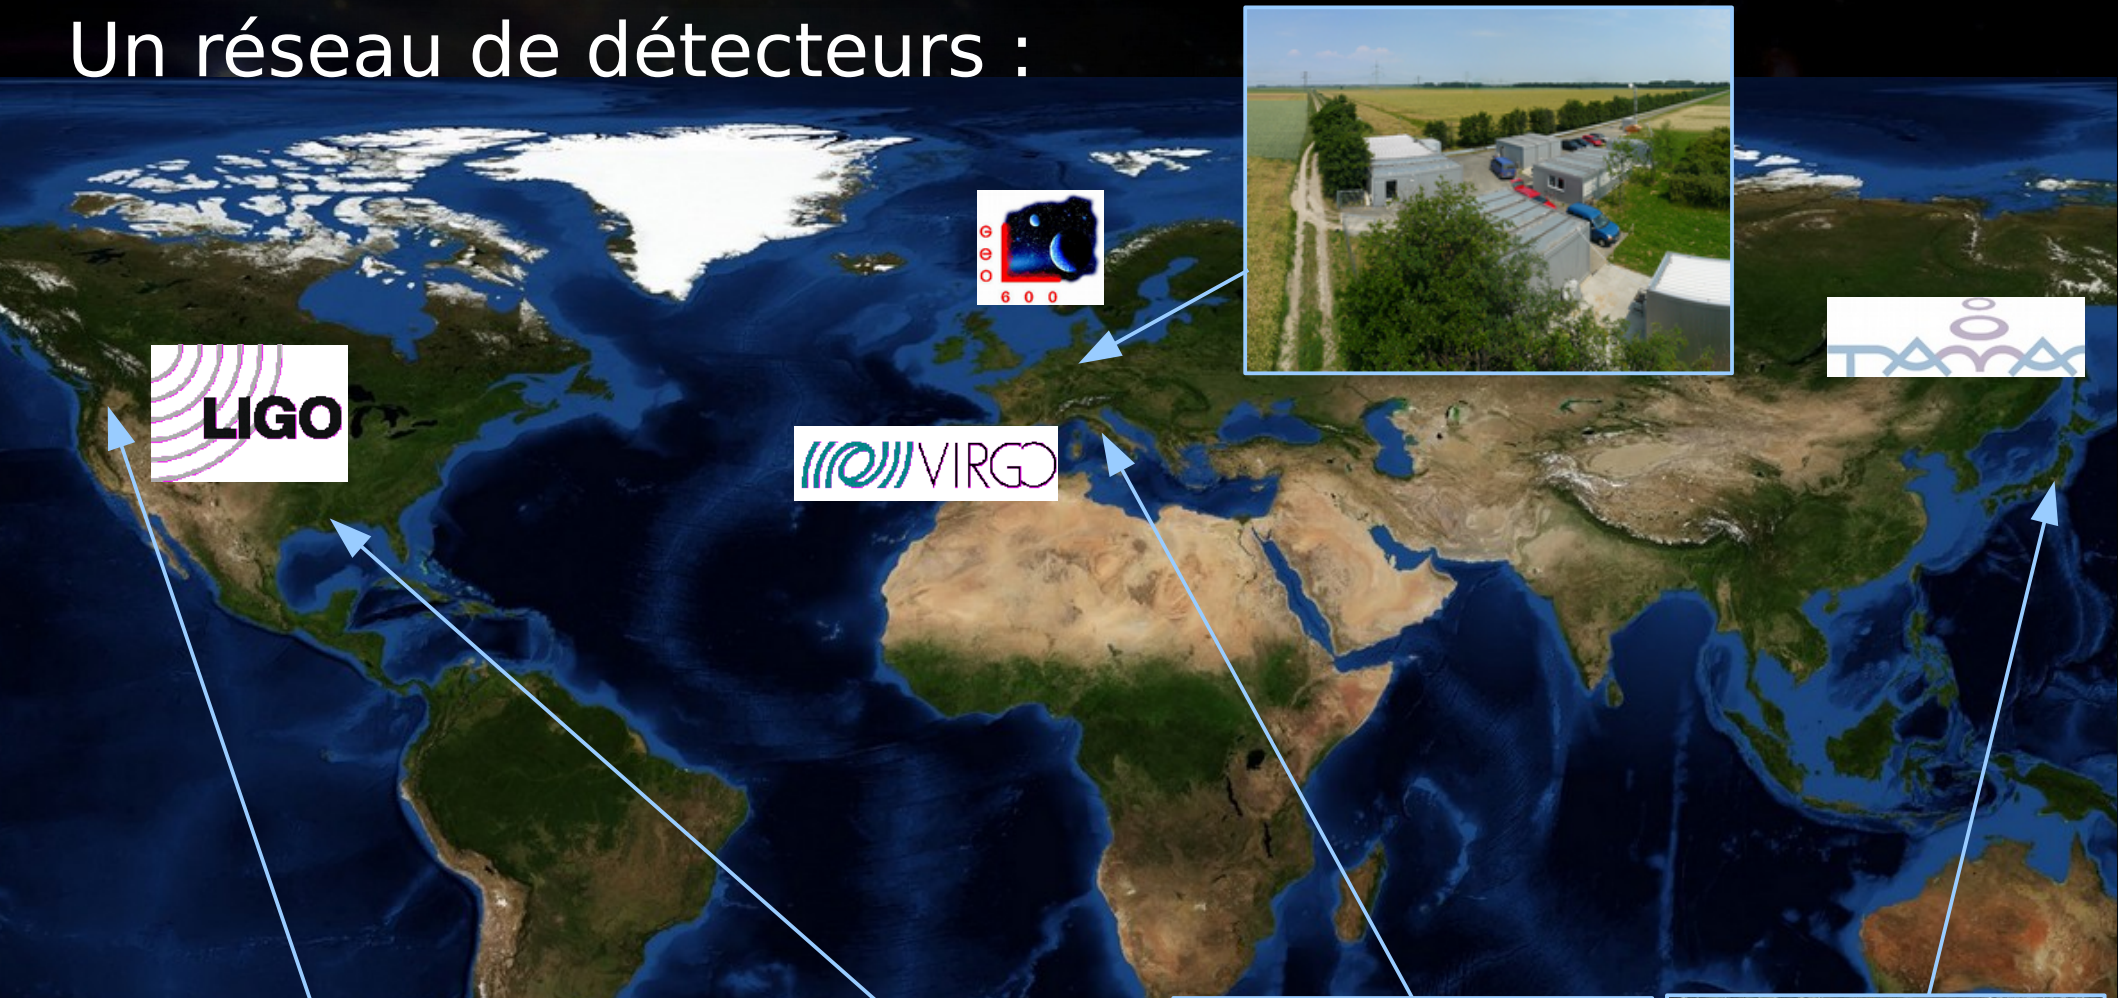 Un réseau de détecteurs :
GEO
600
LIGO
VIRGO
TAMA